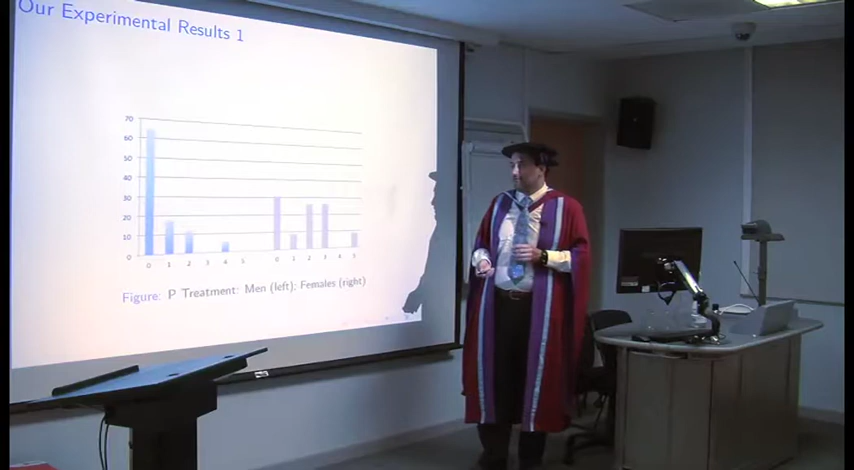 Our Experimental Results 1
70
60
50
40
30
20
10
0
0 1 2 3 4 5 0 1 2 3 4 5
Figure: P Treatment: Men (left); Females (right)